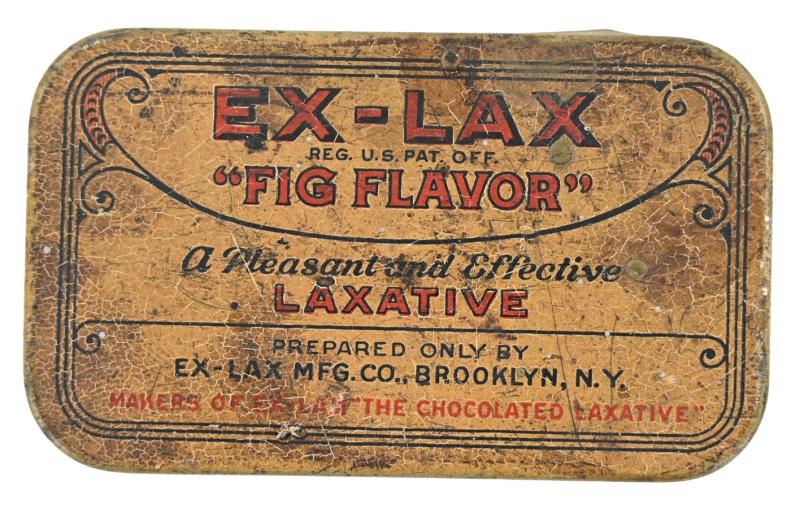 EX-LAX
REG. U.S. PAT. OFF.
“FIG FLAVOR”
A Pleasant and Effective
LAXATIVE
PREPARED ONLY BY
EX-LAX MFG. CO., BROOKLYN, N.Y.
MAKERS OF EX-LAX "THE CHOCOLATED LAXATIVE"